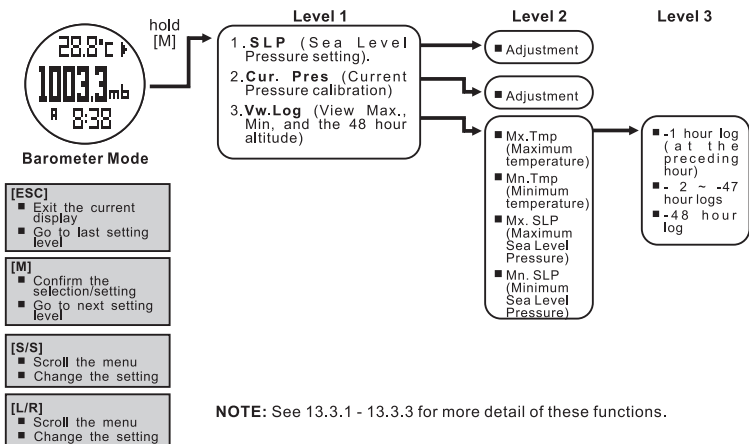 28.8°c
1003.3mb
A 8:38
Barometer Mode
hold
[M]
Level 1
1.SLP (Sea Level
Pressure setting).
2.Cur. Pres (Current
Pressure calibration)
3.Vw.Log (View Max.,
Min, and the 48 hour
altitude)
Level 2
■ Adjustment
■ Adjustment
■ Mx.Tmp
(Maximum
temperature)
■ Mn.Tmp
(Minimum
temperature)
■ Mx. SLP
(Maximum
Sea Level
Pressure)
■ Mn. SLP
(Minimum
Sea Level
Pressure)
Level 3
■ -1 hour log
(at the
preceding
hour)
■ - 2 ~ -47
hour logs
■ -48 hour
log
[ESC]
■ Exit the current
display
■ Go to last setting
level
[M]
■ Confirm the
selection/setting
■ Go to next setting
level
[S/S]
■ Scroll the menu
■ Change the setting
[L/R]
■ Scroll the menu
■ Change the setting
NOTE: See 13.3.1 - 13.3.3 for more detail of these functions.